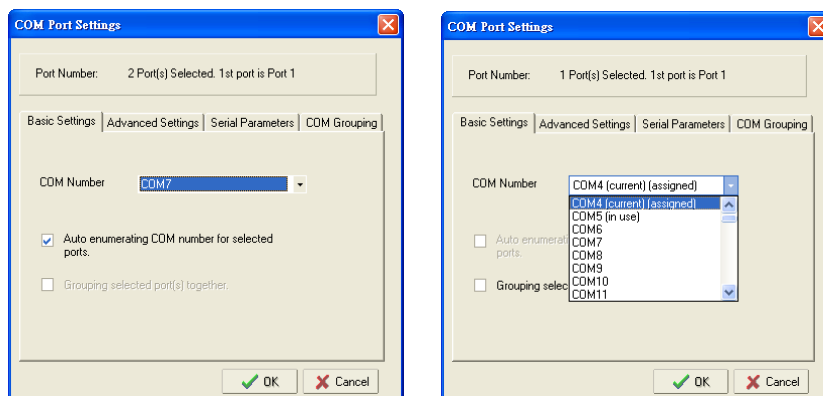 COM Port Settings
Port Number: 2 Port(s) Selected. 1st port is Port 1
Basic Settings Advanced Settings Serial Parameters COM Grouping
COM Number COM7
Auto enumerating COM number for selected
ports.
Grouping selected port(s) together.
OK Cancel
COM Port Settings
Port Number: 1 Port(s) Selected. 1st port is Port 1
Basic Settings Advanced Settings Serial Parameters COM Grouping
COM Number COM4 (current) (assigned)
COM4 (current) (assigned)
COM5 (in use)
COM6
Auto enumerati COM7
ports. COM8
COM9
Grouping selec COM10
COM11
OK Cancel